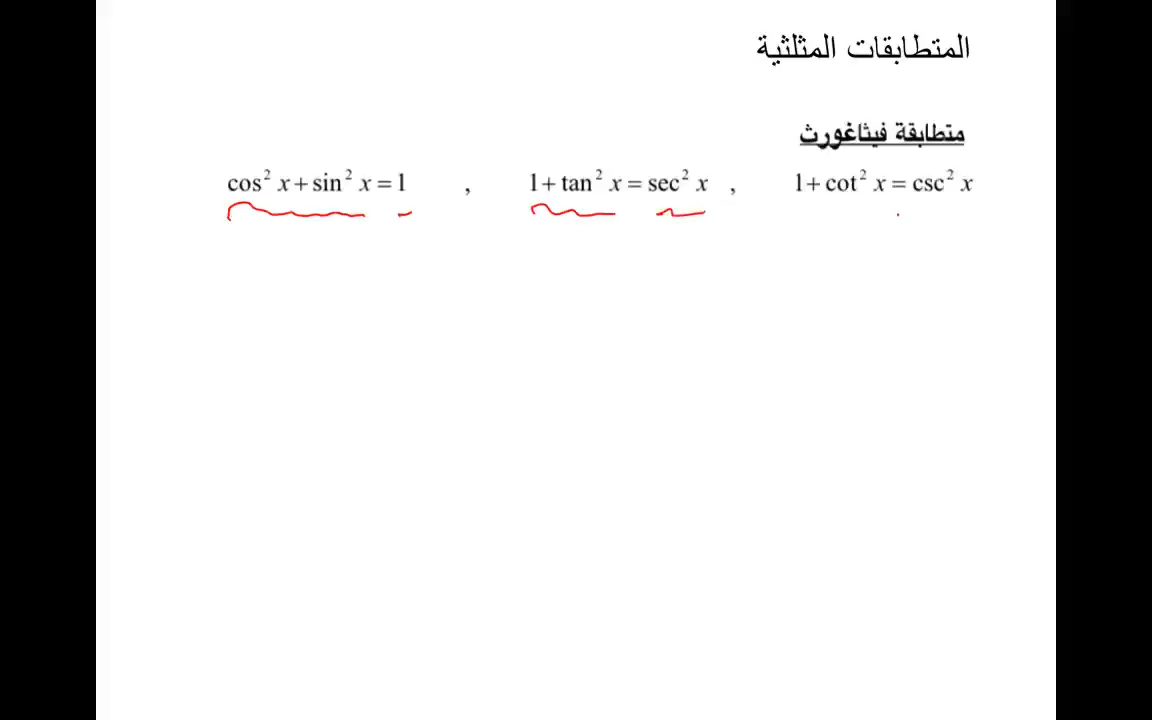 المتطابقات المثلثية
متطابقة فيثاغورث
cos² x + sin² x = 1 , 1 + tan² x = sec² x , 1 + cot² x = csc² x